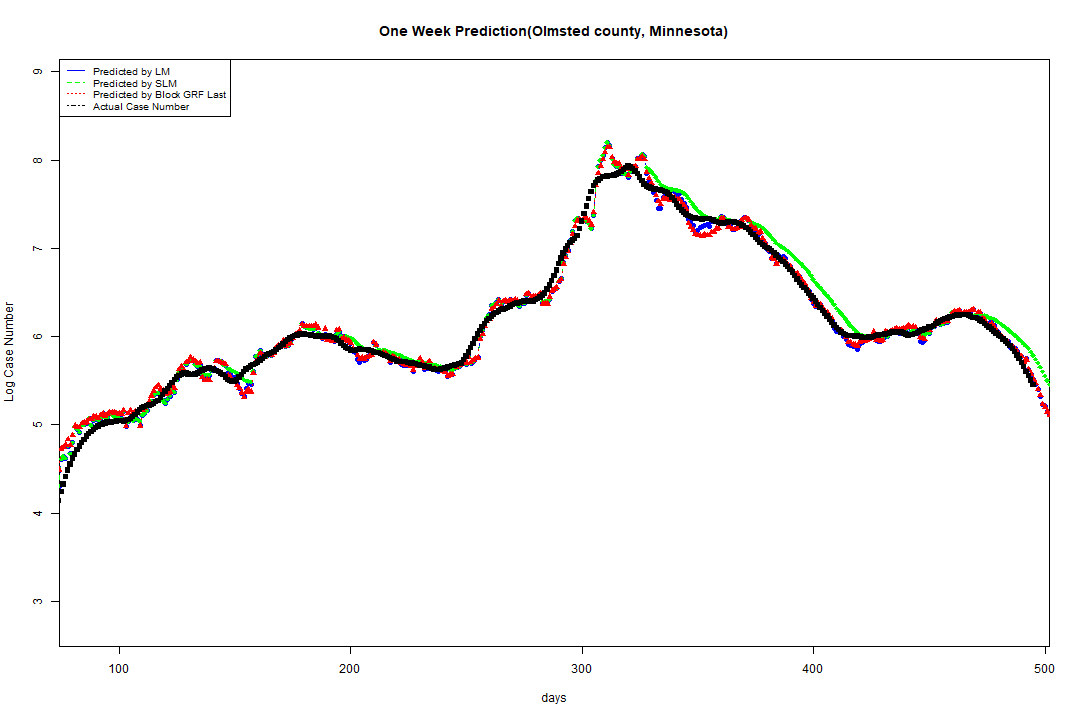 One Week Prediction(Olmsted county, Minnesota)
Predicted by LM
Predicted by SLM
Predicted by Block GRF Last
Actual Case Number
Log Case Number
9
8
7
6
5
4
3
100 200 300 400 500
days